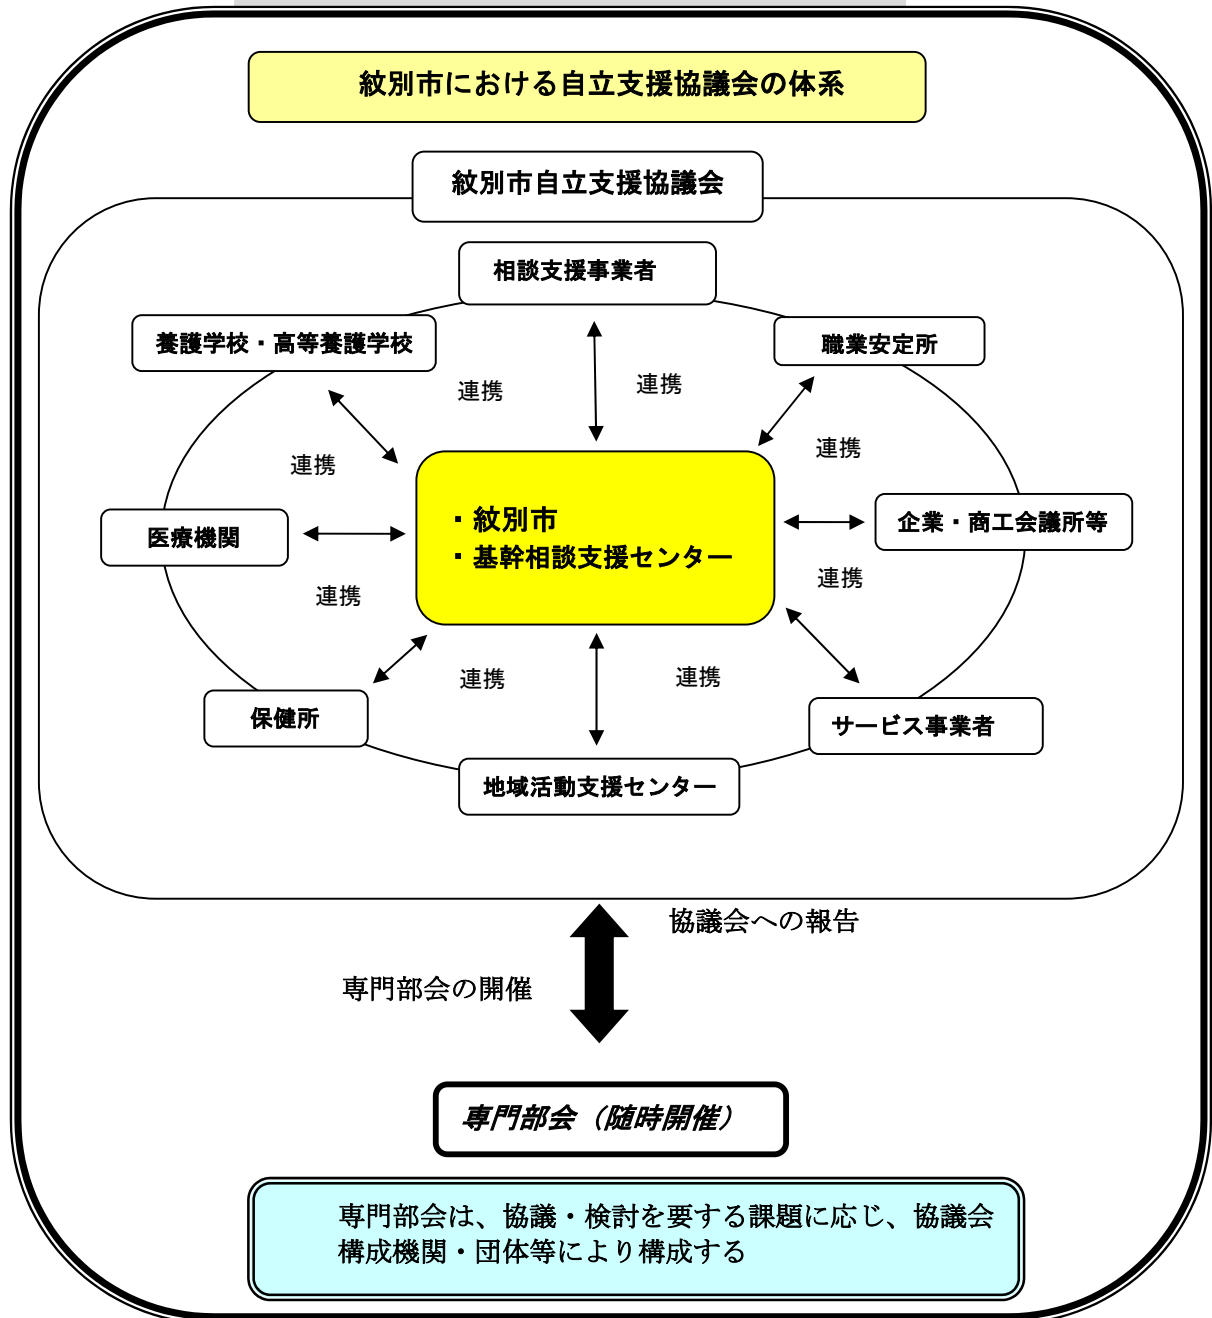 紋別市における自立支援協議会の体系
紋別市自立支援協議会
相談支援事業者
養護学校・高等養護学校
職業安定所
連携
連携
連携
連携
・紋別市
・基幹相談支援センター
医療機関
企業・商工会議所等
連携
連携
連携
連携
保健所
サービス事業者
地域活動支援センター
協議会への報告
専門部会の開催
専門部会（随時開催）
専門部会は、協議・検討を要する課題に応じ、協議会
構成機関・団体等により構成する